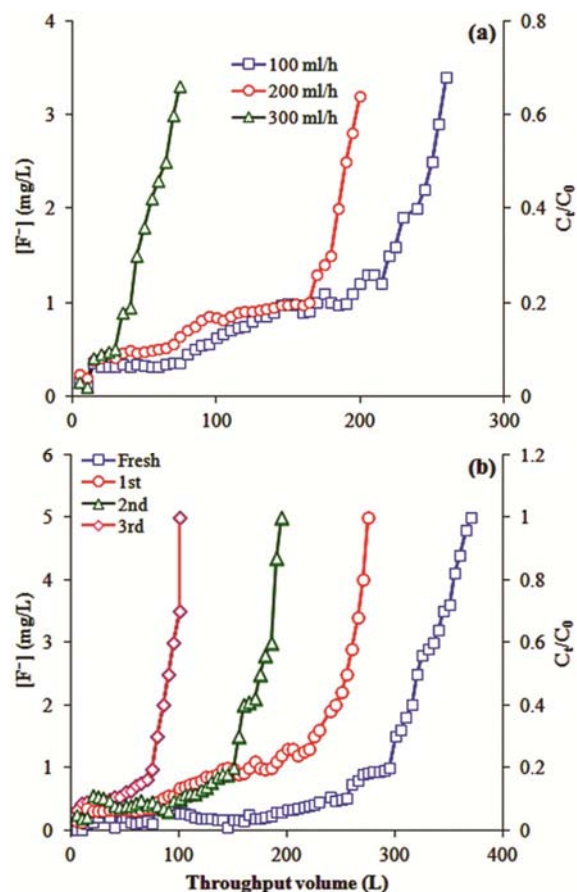 (a)
100 ml/h
200 ml/h
300 ml/h
4
3
2
1
0
[F⁻] (mg/L)
0.8
0.6
0.4
0.2
0
Cₜ/C₀
0
100
200
300
(b)
Fresh
1st
2nd
3rd
6
5
4
3
2
1
0
[F⁻] (mg/L)
1.2
1
0.8
0.6
0.4
0.2
0
Cₜ/C₀
0
100
200
300
400
Throughput volume (L)